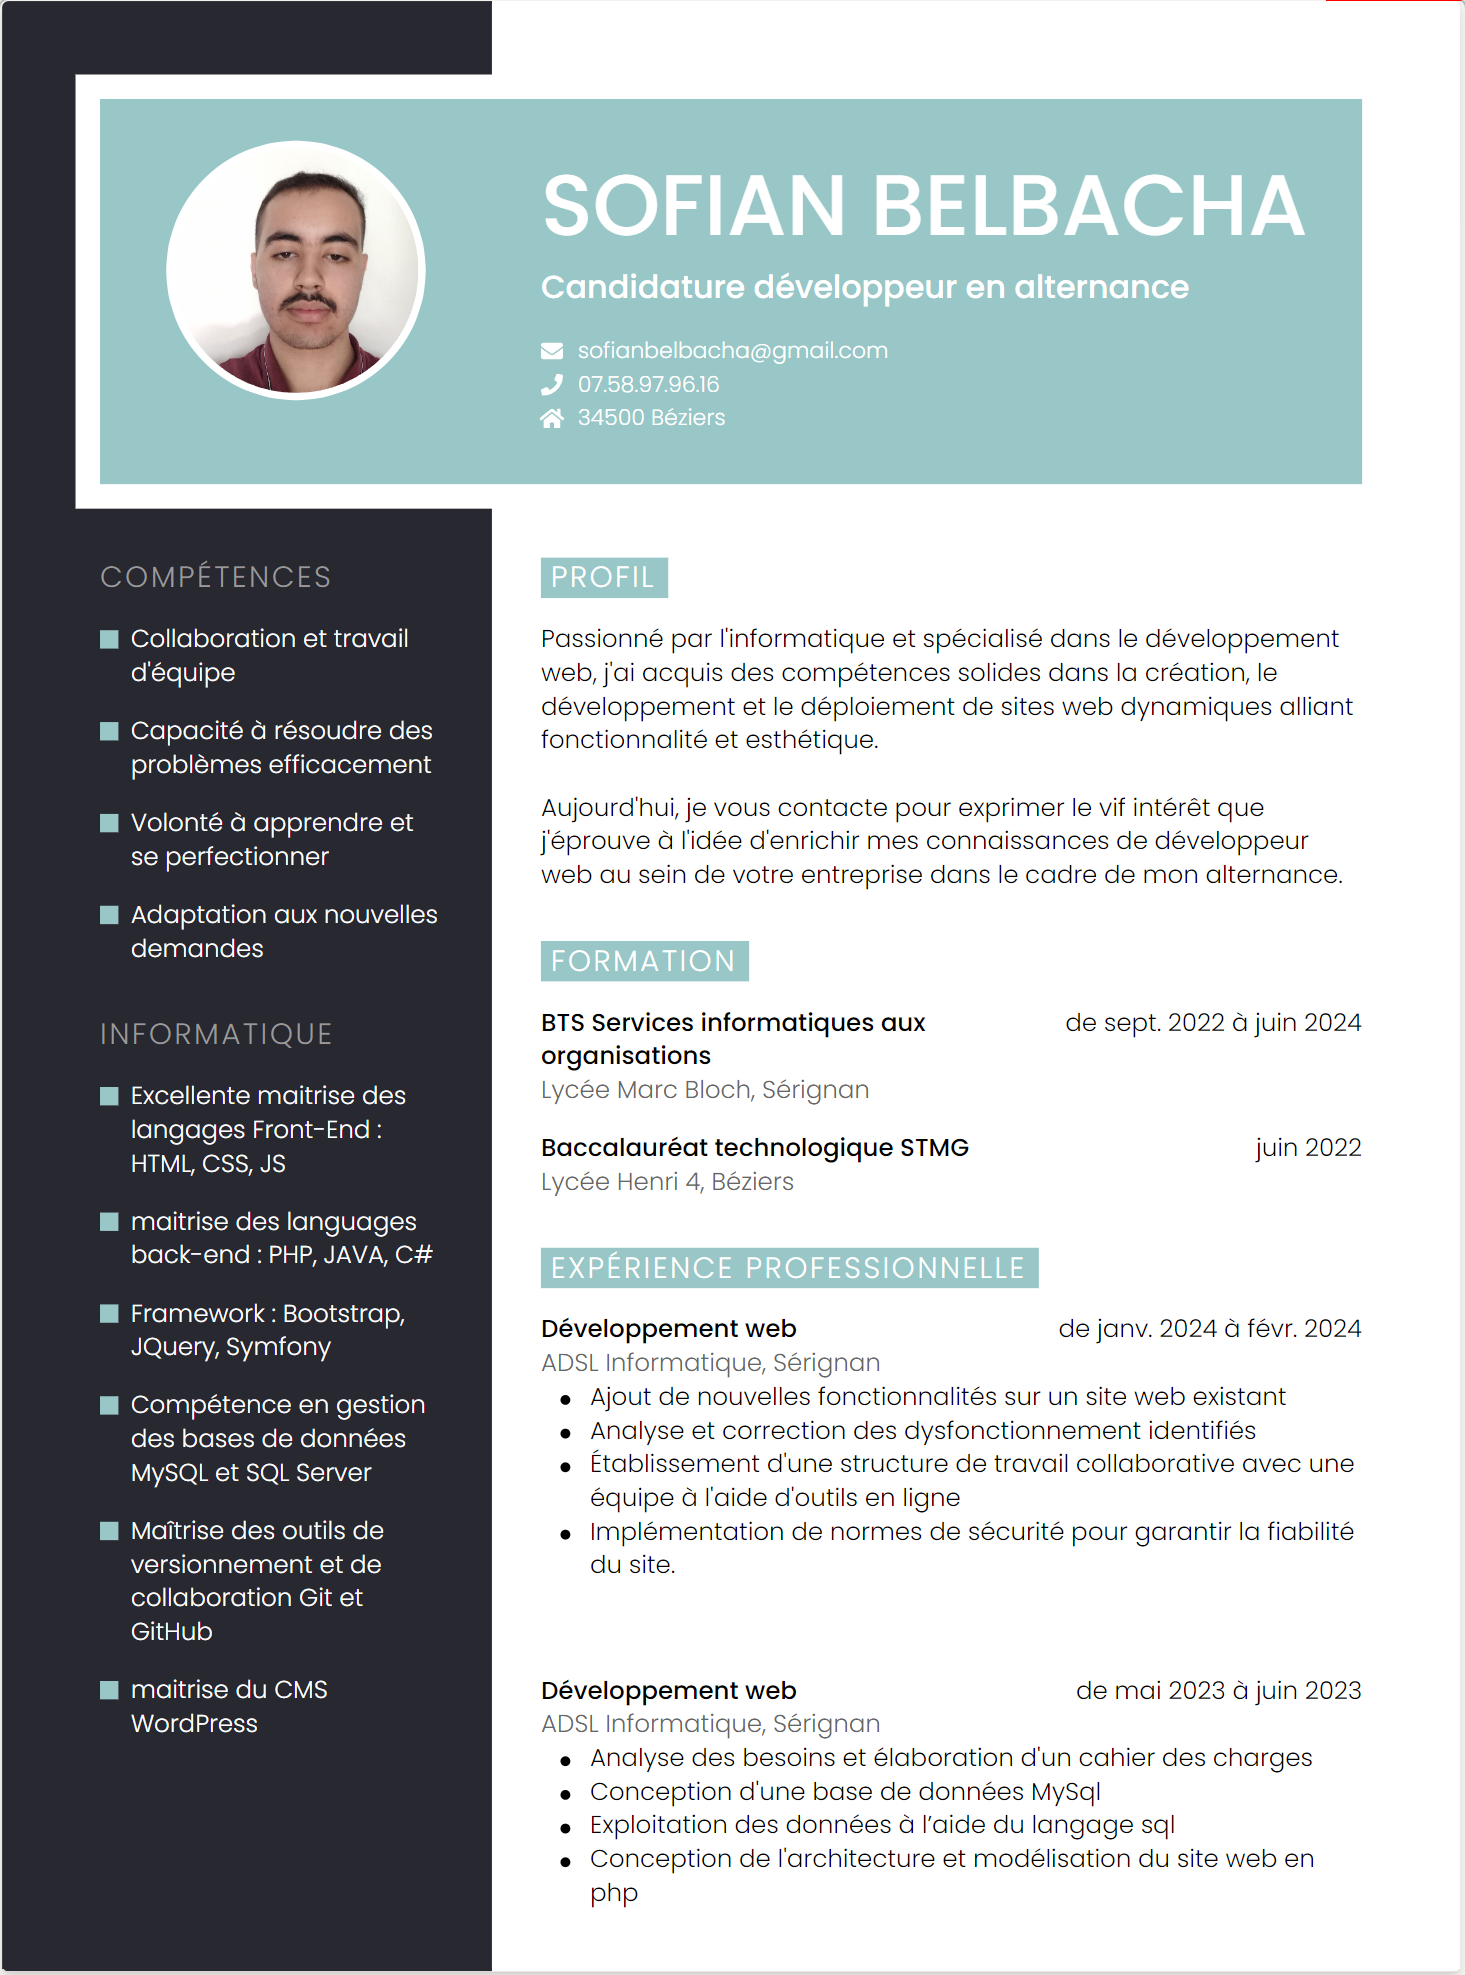 SOFIAN BELBACHA
Candidature développeur en alternance
sofianbelbacha@gmail.com
07.58.97.96.16
34500 Béziers
COMPÉTENCES
Collaboration et travail
d'équipe
Capacité à résoudre des
problèmes efficacement
Volonté à apprendre et
se perfectionner
Adaptation aux nouvelles
demandes
INFORMATIQUE
Excellente maitrise des
langages Front-End :
HTML, CSS, JS
maitrise des languages
back-end : PHP, JAVA, C#
Framework : Bootstrap,
JQuery, Symfony
Compétence en gestion
des bases de données
MySQL et SQL Server
Maîtrise des outils de
versionnement et de
collaboration Git et
GitHub
maitrise du CMS
WordPress
PROFIL
Passionné par l'informatique et spécialisé dans le développement
web, j'ai acquis des compétences solides dans la création, le
développement et le déploiement de sites web dynamiques alliant
fonctionnalité et esthétique.
Aujourd'hui, je vous contacte pour exprimer le vif intérêt que
j'éprouve à l'idée d'enrichir mes connaissances de développeur
web au sein de votre entreprise dans le cadre de mon alternance.
FORMATION
BTS Services informatiques aux de sept. 2022 à juin 2024
organisations
Lycée Marc Bloch, Sérignan
Baccalauréat technologique STMG juin 2022
Lycée Henri 4, Béziers
EXPÉRIENCE PROFESSIONNELLE
Développement web de janv. 2024 à févr. 2024
ADSL Informatique, Sérignan
• Ajout de nouvelles fonctionnalités sur un site web existant
• Analyse et correction des dysfonctionnement identifiés
• Établissement d'une structure de travail collaborative avec une
équipe à l'aide d'outils en ligne
• Implémentation de normes de sécurité pour garantir la fiabilité
du site.
Développement web de mai 2023 à juin 2023
ADSL Informatique, Sérignan
• Analyse des besoins et élaboration d'un cahier des charges
• Conception d'une base de données MySql
• Exploitation des données à l’aide du langage sql
• Conception de l'architecture et modélisation du site web en
php